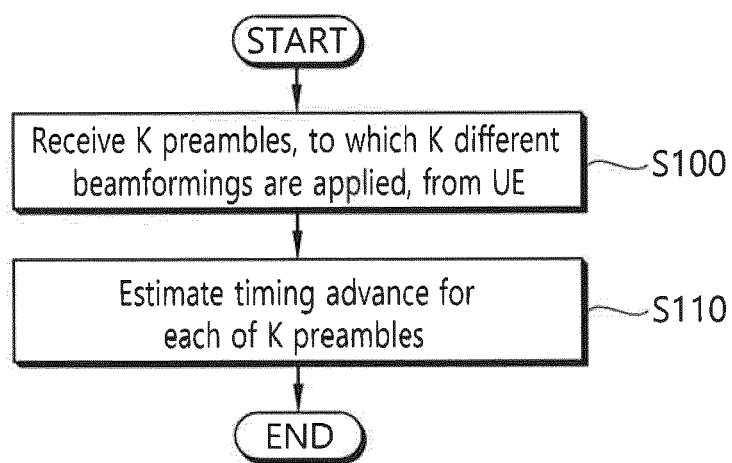 START
Receive K preambles, to which K different
beamformings are applied, from UE
S100
Estimate timing advance for
each of K preambles
S110
END